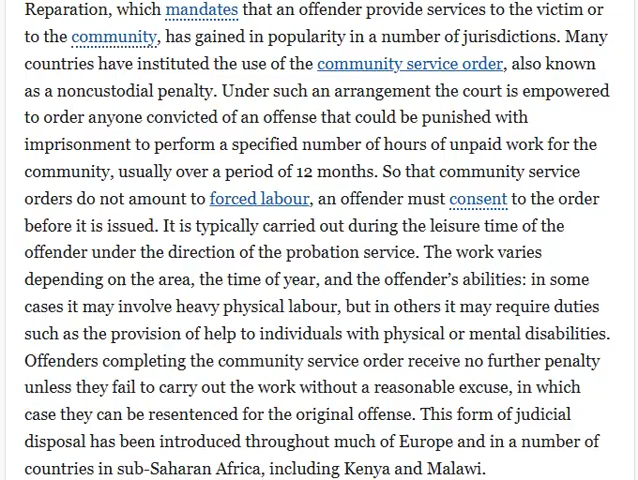 Reparation, which mandates that an offender provide services to the victim or
to the community, has gained in popularity in a number of jurisdictions. Many
countries have instituted the use of the community service order, also known
as a noncustodial penalty. Under such an arrangement the court is empowered
to order anyone convicted of an offense that could be punished with
imprisonment to perform a specified number of hours of unpaid work for the
community, usually over a period of 12 months. So that community service
orders do not amount to forced labour, an offender must consent to the order
before it is issued. It is typically carried out during the leisure time of the
offender under the direction of the probation service. The work varies
depending on the area, the time of year, and the offender’s abilities: in some
cases it may involve heavy physical labour, but in others it may require duties
such as the provision of help to individuals with physical or mental disabilities.
Offenders completing the community service order receive no further penalty
unless they fail to carry out the work without a reasonable excuse, in which
case they can be resentenced for the original offense. This form of judicial
disposal has been introduced throughout much of Europe and in a number of
countries in sub-Saharan Africa, including Kenya and Malawi.